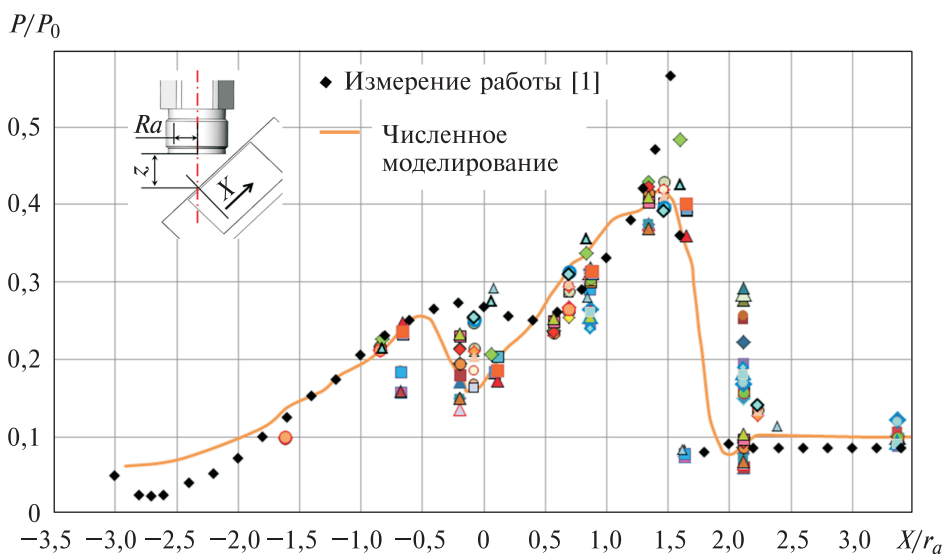 P/P₀
Измерение работы [1]
Численное
моделирование
Ra
z
X
0,5
0,4
0,3
0,2
0,1
0
−3,5 −3,0 −2,5 −2,0 −1,5 −1,0 −0,5 0 0,5 1,0 1,5 2,0 2,5 3,0 X/rₐ